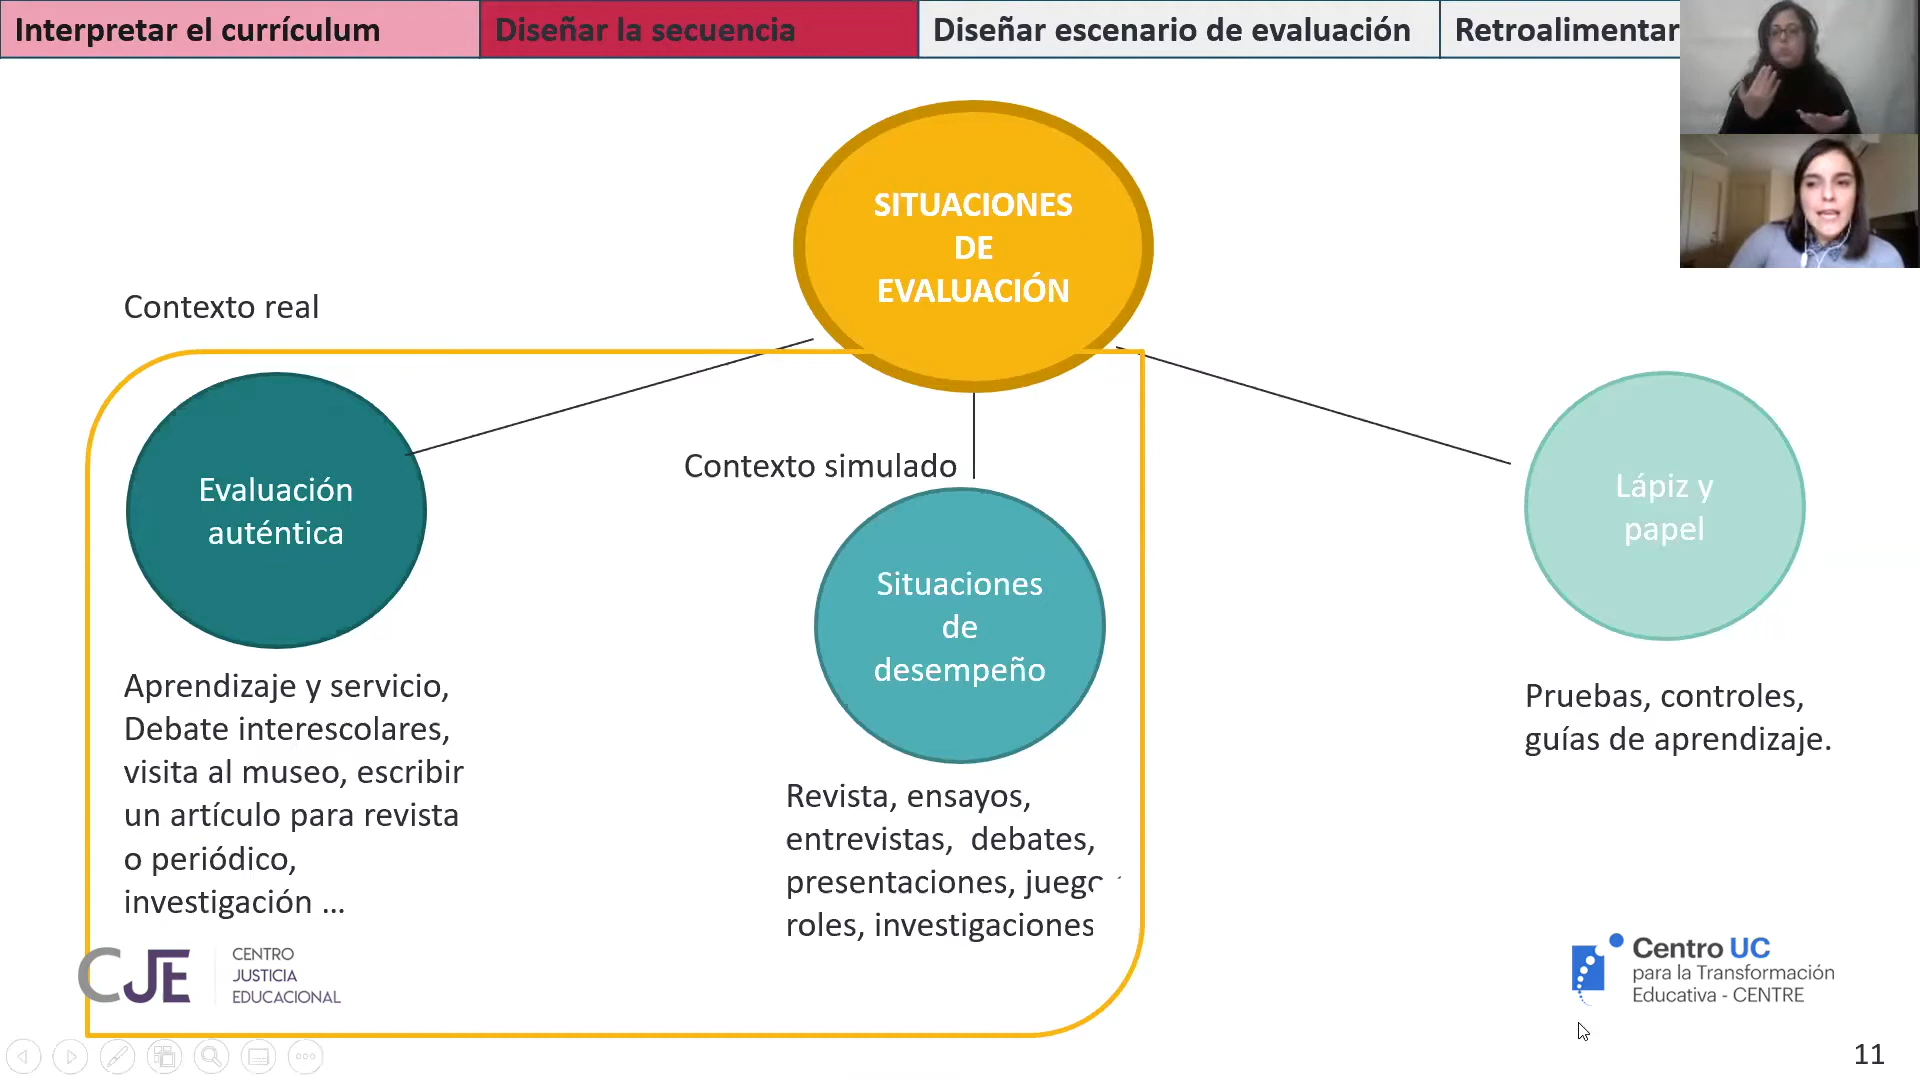 Interpretar el currículum
Diseñar la secuencia
Diseñar escenario de evaluación
Retroalimentar
SITUACIONES
DE
EVALUACIÓN
Contexto real
Evaluación
auténtica
Aprendizaje y servicio,
Debate interescolares,
visita al museo, escribir
un artículo para revista
o periódico,
investigación ...
Contexto simulado
Situaciones
de
desempeño
Revista, ensayos,
entrevistas, debates,
presentaciones,
roles, investigaciones
Lápiz y
papel
Pruebas, controles,
guías de aprendizaje.
CJE
CENTRO
JUSTICIA
EDUCACIONAL
Centro UC
para la Transformación
Educativa - CENTRE
11